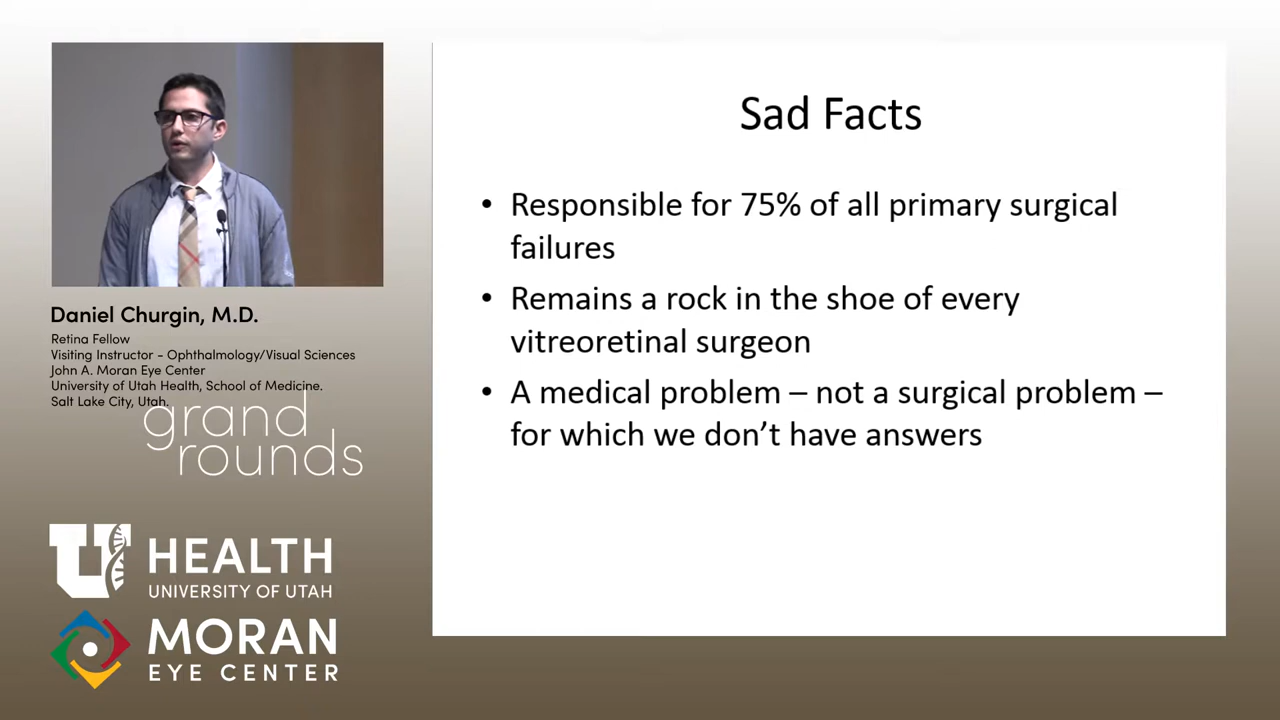 Sad Facts
• Responsible for 75% of all primary surgical
failures
• Remains a rock in the shoe of every
vitreoretinal surgeon
• A medical problem – not a surgical problem –
for which we don’t have answers
Daniel Churgin, M.D.
Retina Fellow
Visiting Instructor - Ophthalmology/Visual Sciences
John A. Moran Eye Center
University of Utah Health, School of Medicine.
Salt Lake City, Utah.
grand
rounds
U HEALTH
UNIVERSITY OF UTAH
MORAN
EYE CENTER